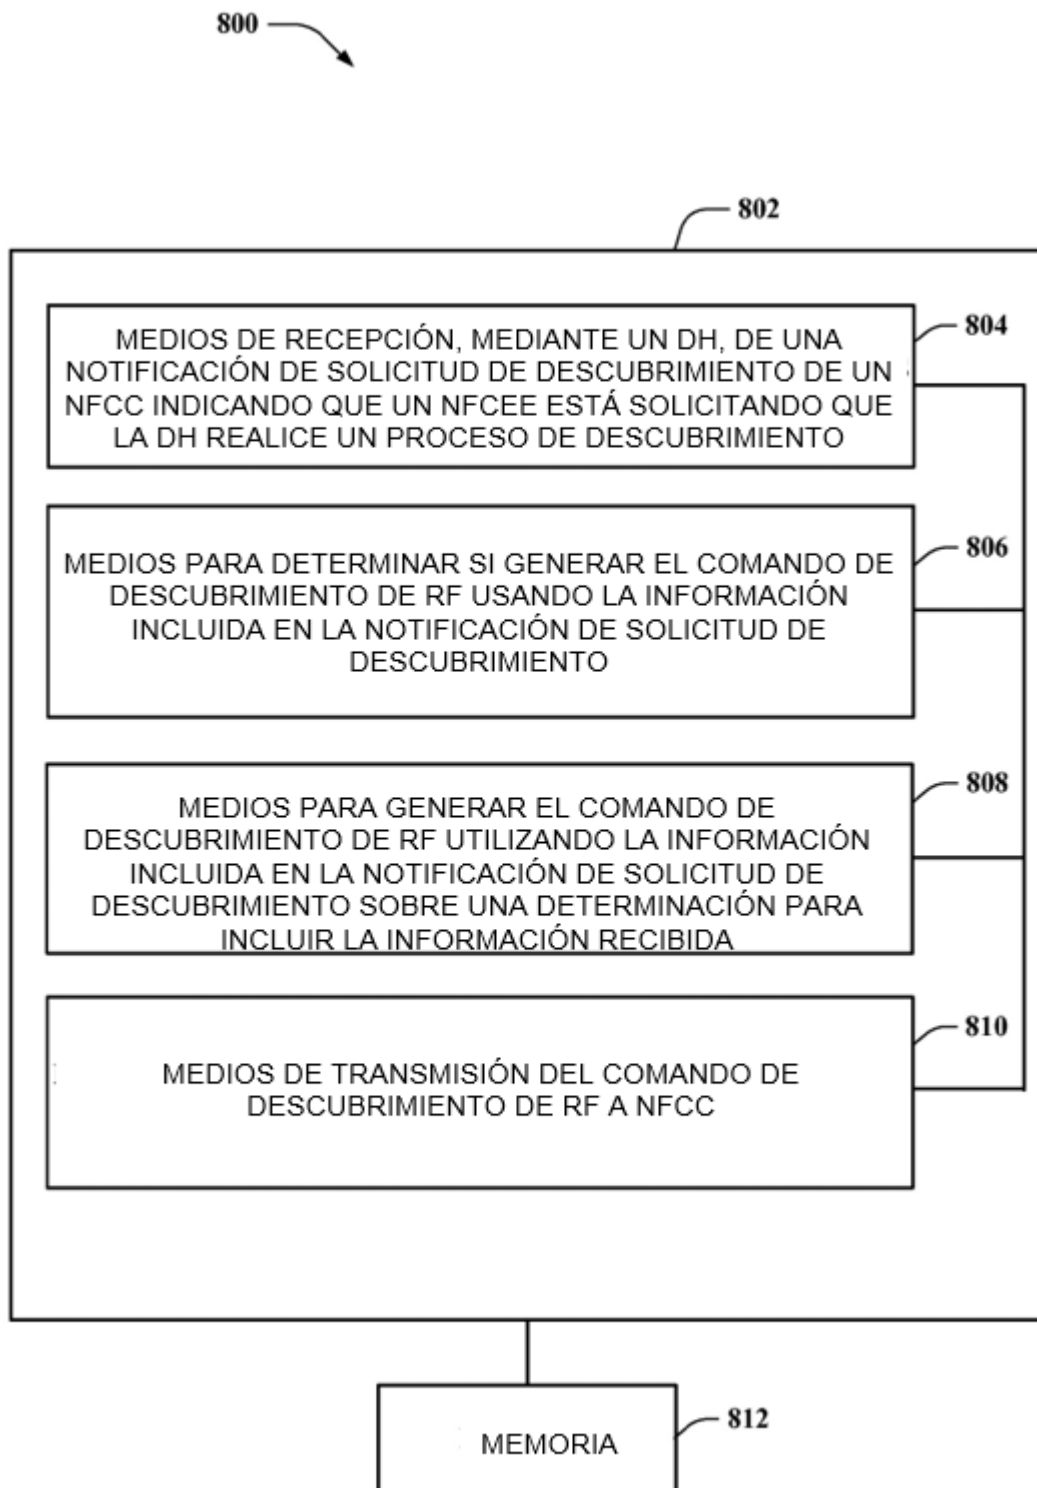 800
802
804
MEDIOS DE RECEPCIÓN, MEDIANTE UN DH, DE UNA
NOTIFICACIÓN DE SOLICITUD DE DESCUBRIMIENTO DE UN
NFCC INDICANDO QUE UN NFCEE ESTÁ SOLICITANDO QUE
LA DH REALICE UN PROCESO DE DESCUBRIMIENTO
806
MEDIOS PARA DETERMINAR SI GENERAR EL COMANDO DE
DESCUBRIMIENTO DE RF USANDO LA INFORMACIÓN
INCLUIDA EN LA NOTIFICACIÓN DE SOLICITUD DE
DESCUBRIMIENTO
808
MEDIOS PARA GENERAR EL COMANDO DE
DESCUBRIMIENTO DE RF UTILIZANDO LA INFORMACIÓN
INCLUIDA EN LA NOTIFICACIÓN DE SOLICITUD DE
DESCUBRIMIENTO SOBRE UNA DETERMINACIÓN PARA
INCLUIR LA INFORMACIÓN RECIBIDA
810
MEDIOS DE TRANSMISIÓN DEL COMANDO DE
DESCUBRIMIENTO DE RF A NFCC
812
MEMORIA